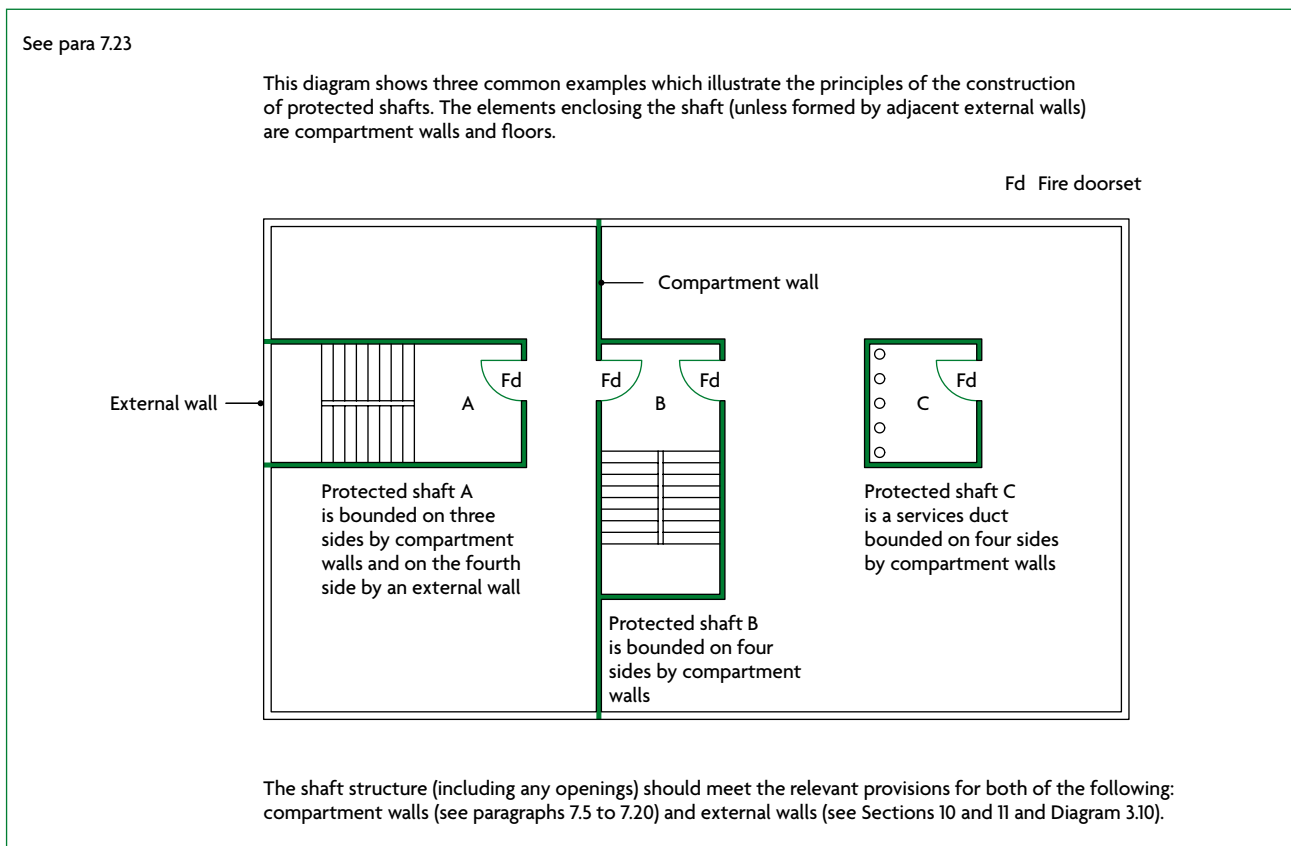 See para 7.23
This diagram shows three common examples which illustrate the principles of the construction
of protected shafts. The elements enclosing the shaft (unless formed by adjacent external walls)
are compartment walls and floors.
Fd Fire doorset
Compartment wall
External wall
A
Fd
Fd
B
Fd
C
Fd
Protected shaft A
is bounded on three
sides by compartment
walls and on the fourth
side by an external wall
Protected shaft B
is bounded on four
sides by compartment
walls
Protected shaft C
is a services duct
bounded on four sides
by compartment walls
The shaft structure (including any openings) should meet the relevant provisions for both of the following:
compartment walls (see paragraphs 7.5 to 7.20) and external walls (see Sections 10 and 11 and Diagram 3.10).